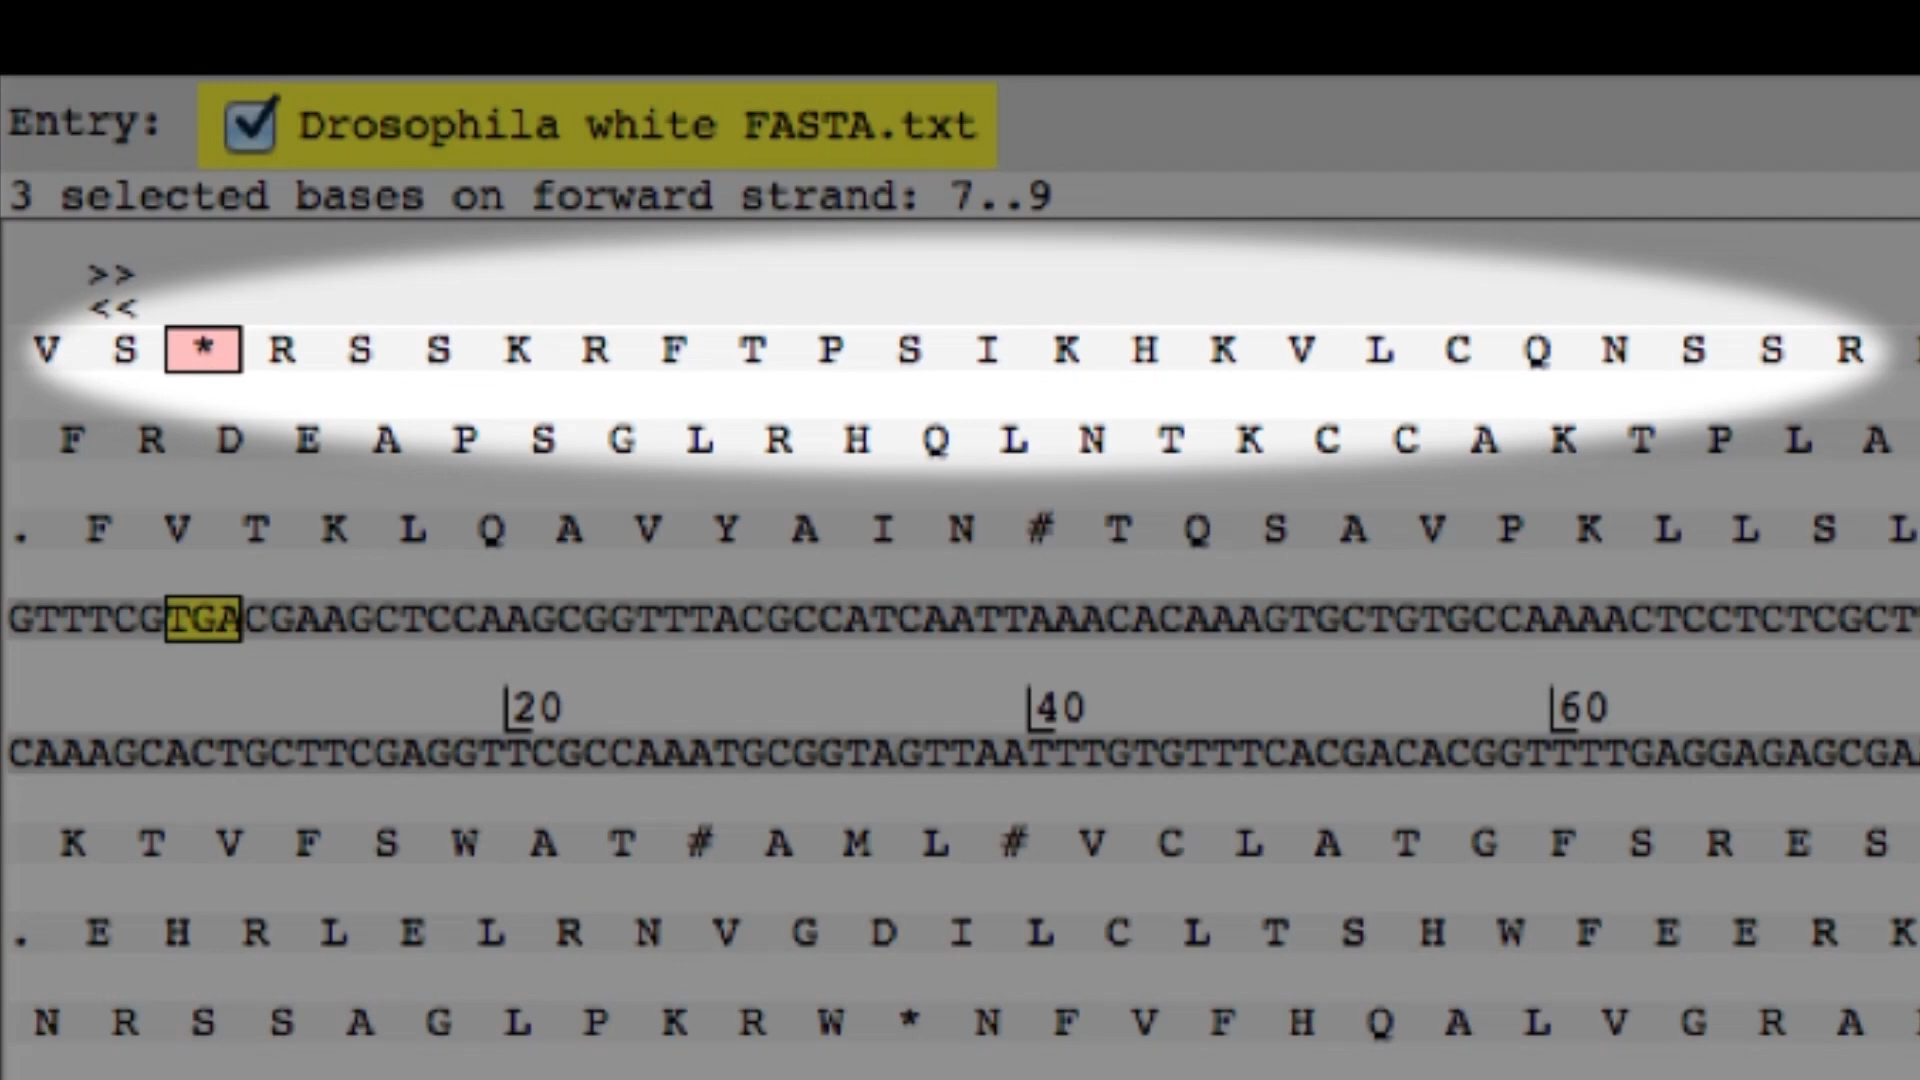 Entry: Drosophila white FASTA.txt
3 selected bases on forward strand: 7..9
>>
<<
V S * R S S K R F T P S I K H K V L C Q N S S R
F R D E A P S G L R H Q L N T K C C A K T P L A
. F V T K L Q A V Y A I N # T Q S A V P K L L S L
GTTTCGTGACGAAGCTCCAAGCGGTTTACGCCATCAATTAAACACAAAGTGCTGTGCCAAAACTCCTCTCGCT
20 40 60
CAAAGCACTGCTTCGAGGTTCGCCAAATGCGGTAGTTAATTTGTGTTTCACGACACGGTTTTGAGGAGAGCGA
K T V F S W A T # A M L # V C L A T G F S R E S
. E H R L E L R N V G D I L C L T S H W F E E R K
N R S S A G L P K R W * N F V F H Q A L V G R A